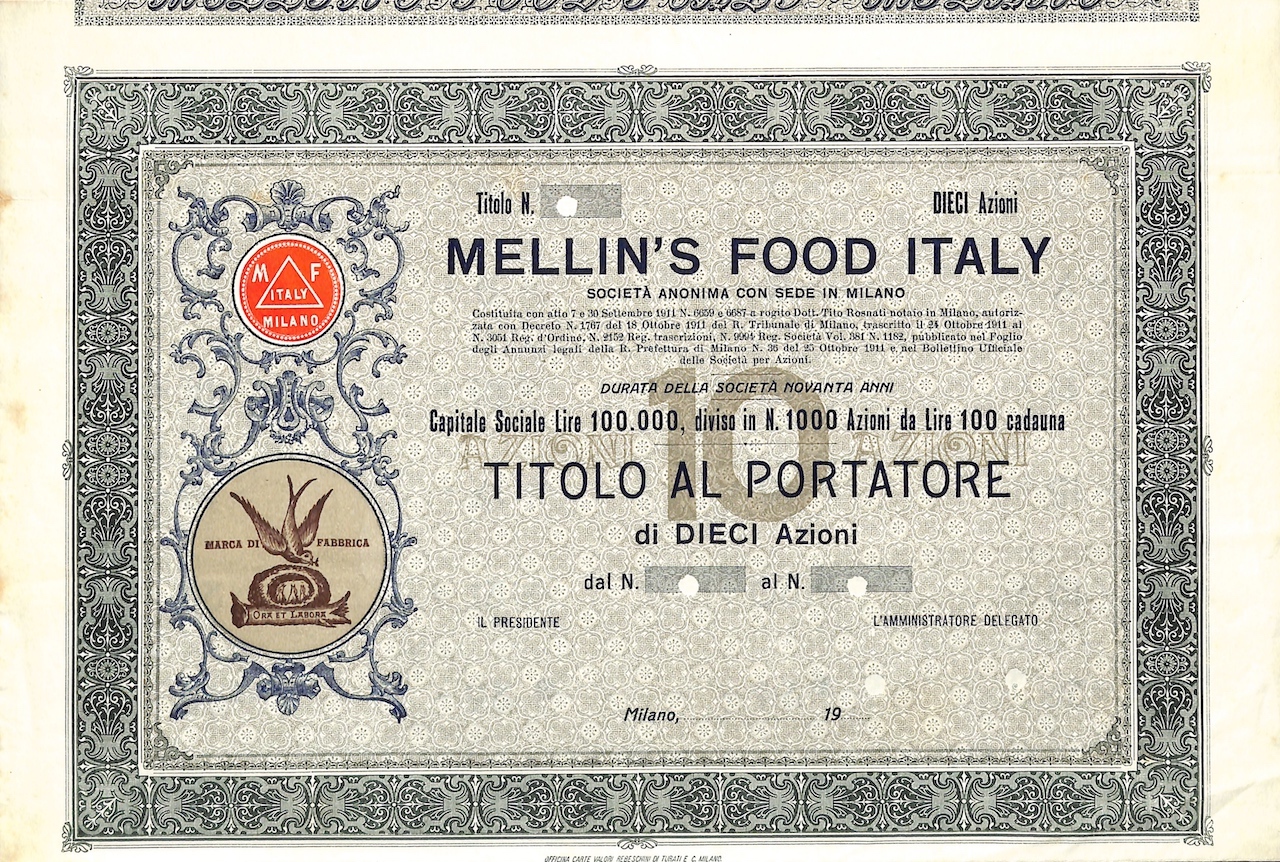 Titolo N.
DIECI Azioni
MELLIN'S FOOD ITALY
SOCIETÀ ANONIMA CON SEDE IN MILANO
Costituita con atto 7 e 30 Settembre 1911 N. 6659 e 6687 a rogito Dott. Tito Rosnati notaio in Milano, autoriz-
zata con Decreto N. 1767 del 18 Ottobre 1911 del R. Tribunale di Milano, trascritto il 24 Ottobre 1911 al
N. 3051 Reg. d'Ordine, N. 2152 Reg. trascrizioni, N. 9994 Reg. Società Vol. 381 N. 1182, pubblicato nel Foglio
degli Annunzi legali della R. Prefettura di Milano N. 36 del 25 Ottobre 1911 e nel Bollettino Ufficiale
delle Società per Azioni.
DURATA DELLA SOCIETÀ NOVANTA ANNI
Capitale Sociale Lire 100.000, diviso in N. 1000 Azioni da Lire 100 cadauna
AZIONI 10 AZIONI
TITOLO AL PORTATORE
di DIECI Azioni
dal N. al N.
IL PRESIDENTE
L'AMMINISTRATORE DELEGATO
Milano, 19
M F
ITALY
MILANO
MARCA DI FABBRICA
ORA ET LABORA
OFFICINA CARTE VALORI REBESCHINI DI TURATI E C. MILANO.